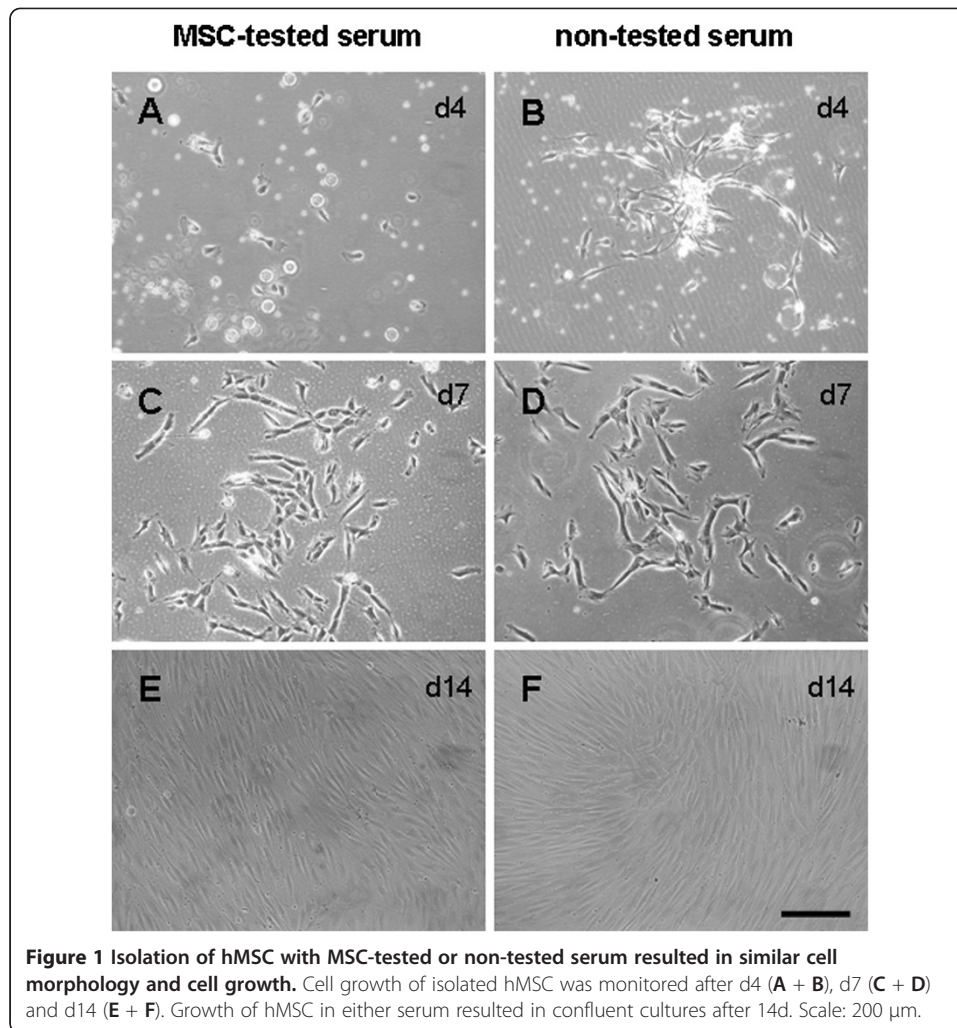 MSC-tested serum non-tested serum
A d4 B d4
C d7 D d7
E d14 F d14
Figure 1 Isolation of hMSC with MSC-tested or non-tested serum resulted in similar cell
morphology and cell growth. Cell growth of isolated hMSC was monitored after d4 (A + B), d7 (C + D)
and d14 (E + F). Growth of hMSC in either serum resulted in confluent cultures after 14d. Scale: 200 μm.